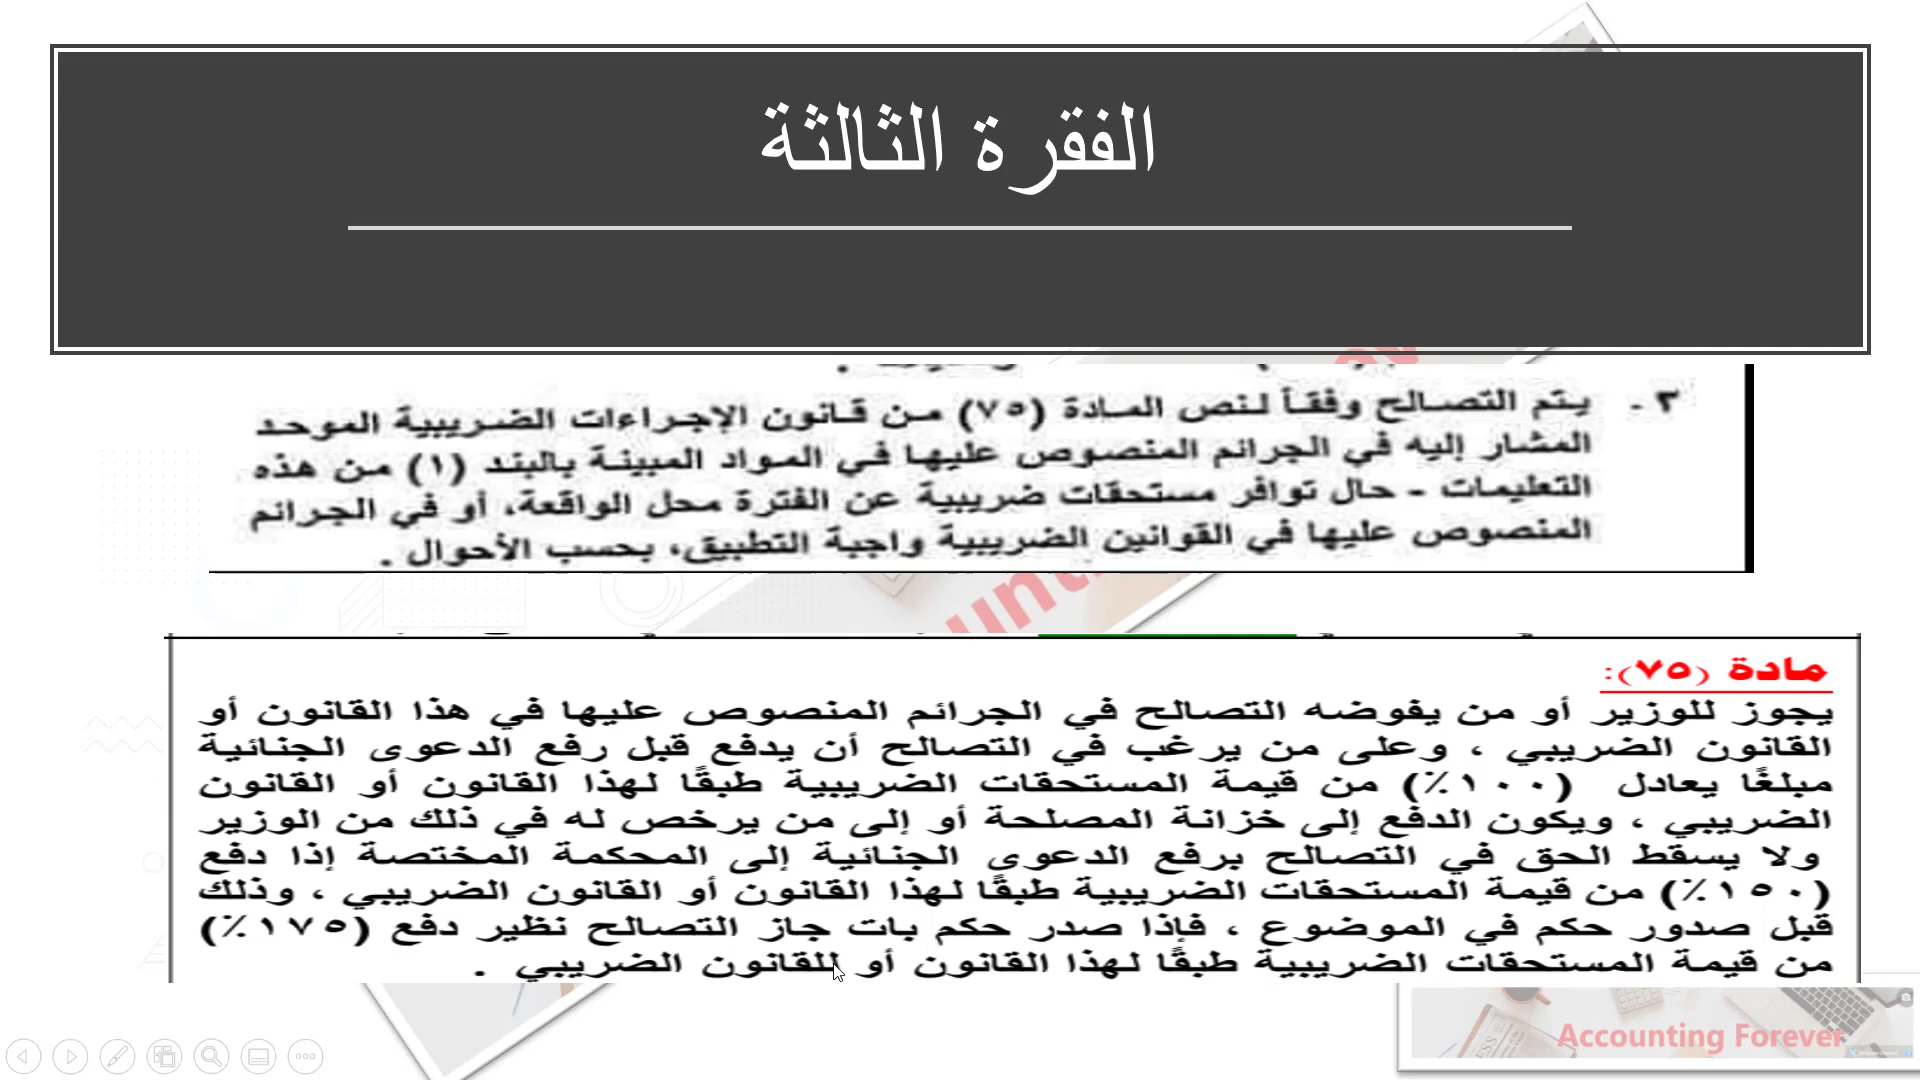 الفقرة الثالثة
٣ - يتم التصالح وفقاً لنص المادة (٧٥) من قانون الإجراءات الضريبية الموحد
المشار إليه في الجرائم المنصوص عليها في المواد المبينة بالبند (١) من هذه
التعليمات - حال توافر مستحقات ضريبية عن الفترة محل الواقعة، أو في الجرائم
المنصوص عليها في القوانين الضريبية واجبة التطبيق، بحسب الأحوال .
مادة (٧٥):
يجوز للوزير أو من يفوضه التصالح في الجرائم المنصوص عليها في هذا القانون أو
القانون الضريبي ، وعلى من يرغب في التصالح أن يدفع قبل رفع الدعوى الجنائية
مبلغًا يعادل (١٠٠٪) من قيمة المستحقات الضريبية طبقًا لهذا القانون أو القانون
الضريبي ، ويكون الدفع إلى خزانة المصلحة أو إلى من يرخص له في ذلك من الوزير
ولا يسقط الحق في التصالح برفع الدعوى الجنائية إلى المحكمة المختصة إذا دفع
(١٥٠٪) من قيمة المستحقات الضريبية طبقًا لهذا القانون أو القانون الضريبي ، وذلك
قبل صدور حكم في الموضوع ، فإذا صدر حكم بات جاز التصالح نظير دفع (١٧٥٪)
من قيمة المستحقات الضريبية طبقًا لهذا القانون أو للقانون الضريبي .
Accounting Forever